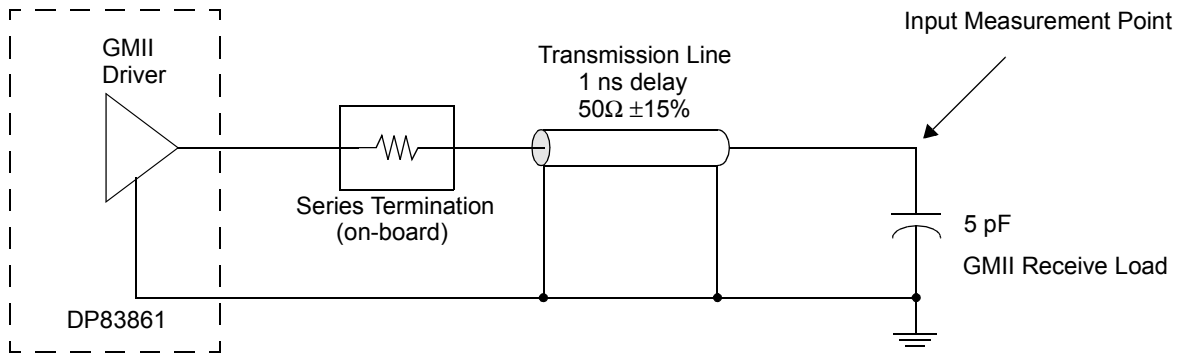 Input Measurement Point
GMII
Driver
Transmission Line
1 ns delay
50Ω ±15%
Series Termination
(on-board)
5 pF
GMII Receive Load
DP83861